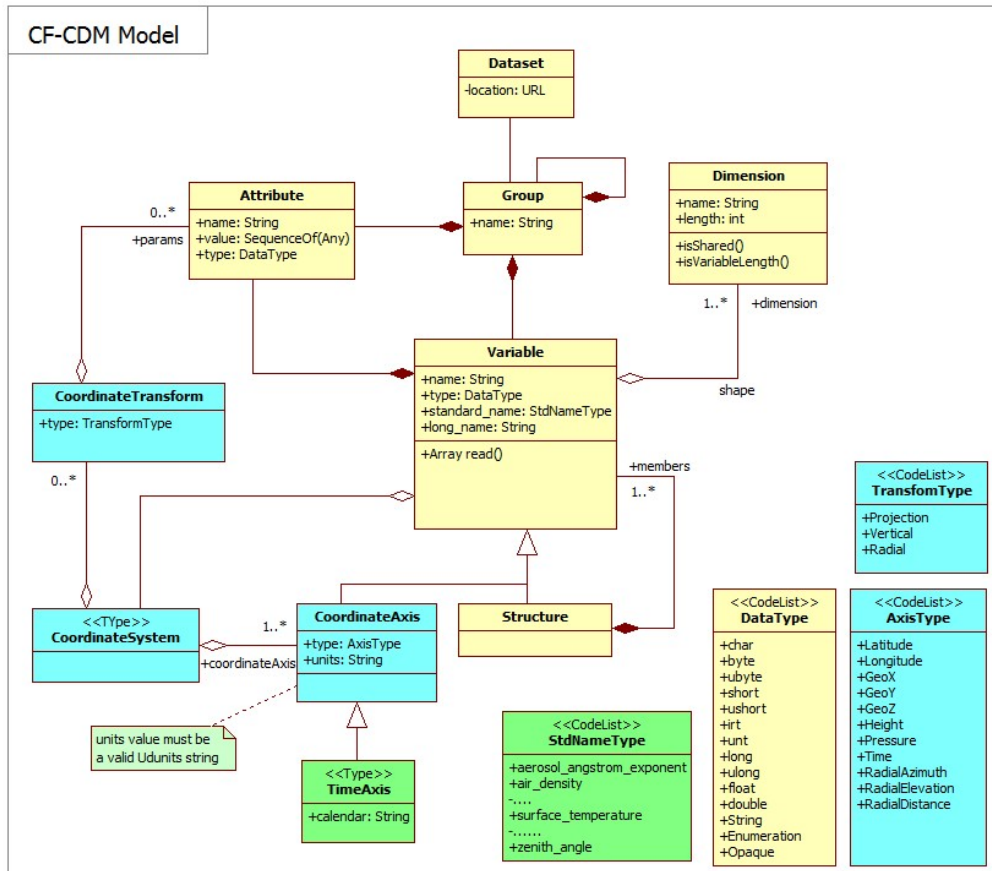 CF-CDM Model
Dataset
-location: URL
Attribute
+name: String
+value: SequenceOf(Any)
+type: DataType
Group
+name: String
Dimension
+name: String
+length: int
+isShared()
+isVariableLength()
0..*
+params
1..*
+dimension
shape
Variable
+name: String
+type: DataType
+standard_name: StdNameType
+long_name: String
+Array read()
CoordinateTransform
+type: TransformType
0..*
+members
1..*
<<CodeList>>
TransfomType
+Projection
+Vertical
+Radial
<<TYpe>>
CoordinateSystem
1..*
+coordinateAxis
CoordinateAxis
+type: AxisType
+units: String
Structure
<<CodeList>>
DataType
+char
+byte
+ubyte
+short
+ushort
+irt
+unt
+long
+ulong
+float
+double
+String
+Enumeration
+Opaque
<<CodeList>>
AxisType
+Latitude
+Longitude
+GeoX
+GeoY
+GeoZ
+Height
+Pressure
+Time
+RadialAzimuth
+RadialElevation
+RadialDistance
units value must be
a valid Udunits string
<<Type>>
TimeAxis
+calendar: String
<<CodeList>>
StdNameType
+aerosol_angstrom_exponent
+air_density
-....
+surface_temperature
-......
+zenith_angle